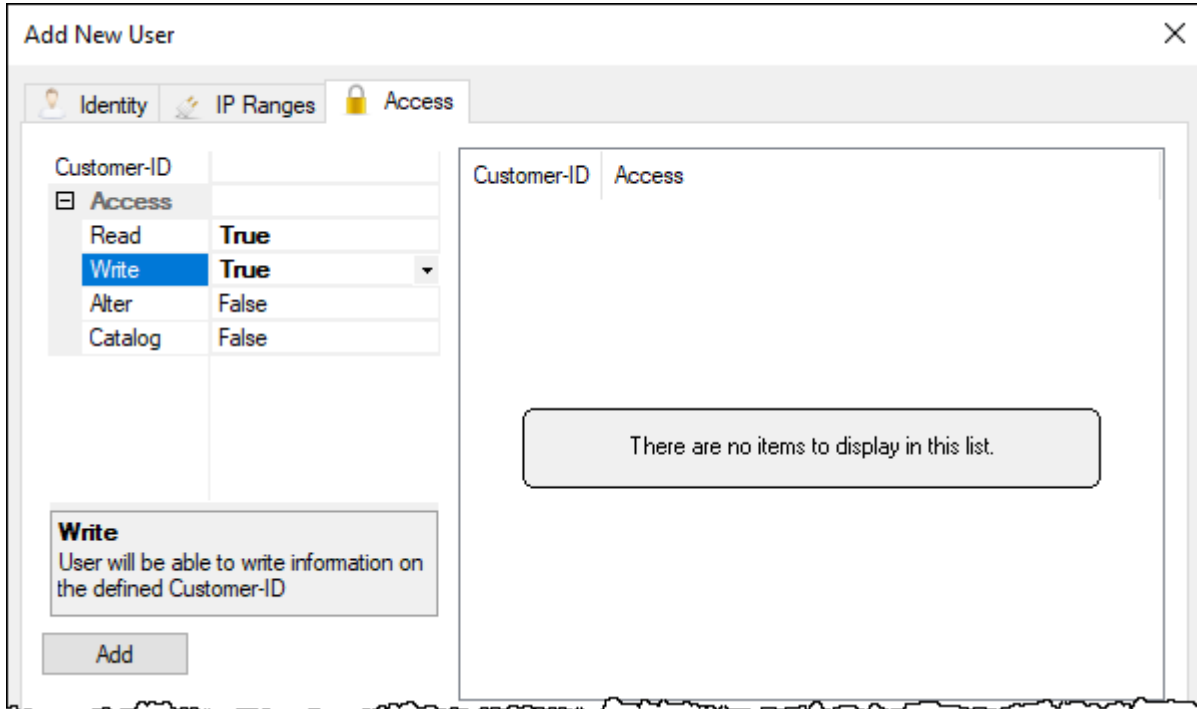 Add New User
Identity IP Ranges Access
Customer-ID
Access
Read True
Write True
Alter False
Catalog False
Write
User will be able to write information on
the defined Customer-ID
Add
Customer-ID Access
There are no items to display in this list.